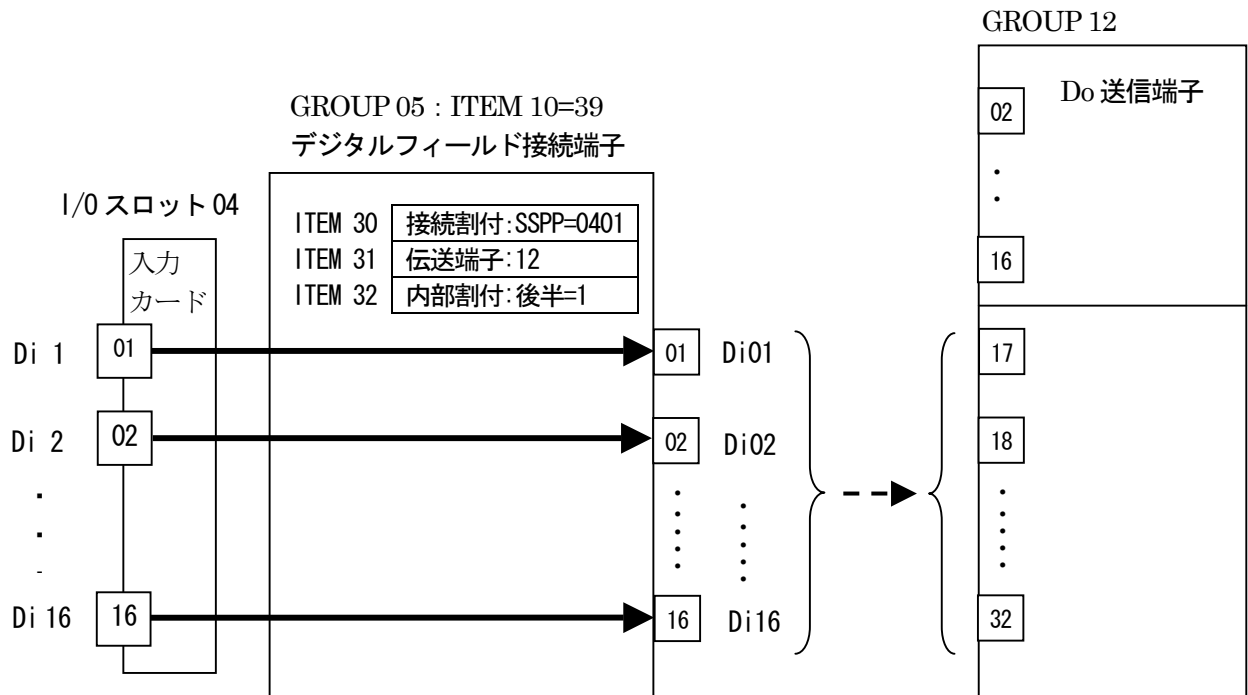 GROUP 12
Do 送信端子
02
16
17
18
32
GROUP 05 : ITEM 10=39
デジタルフィールド接続端子
ITEM 30 接続割付:SSPP=0401
ITEM 31 伝送端子:12
ITEM 32 内部割付:後半=1
I/O スロット 04
入力
カード
Di 1 01
Di 2 02
Di 16 16
01 Di01
02 Di02
16 Di16